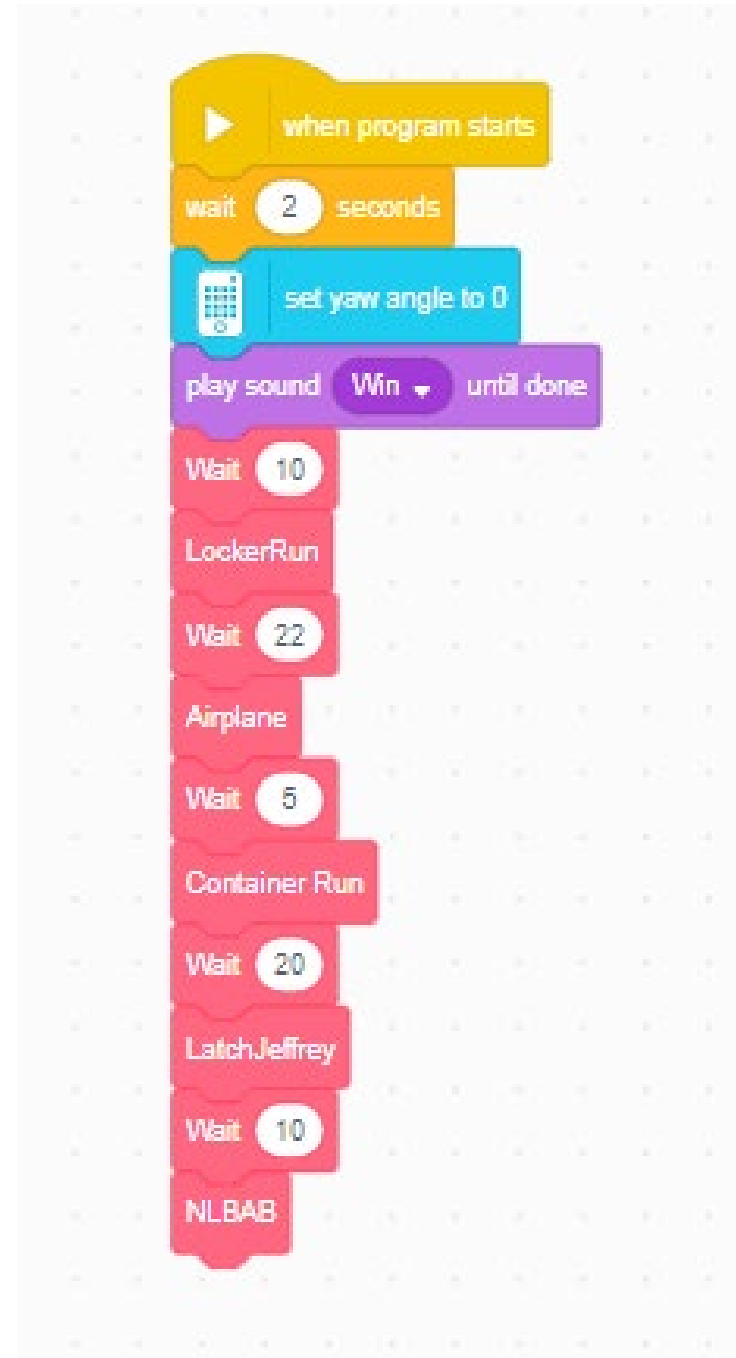 when program starts
wait 2 seconds
set yaw angle to 0
play sound Win until done
Wait 10
LockerRun
Wait 22
Airplane
Wait 5
Container Run
Wait 20
LatchJeffrey
Wait 10
NLBAB